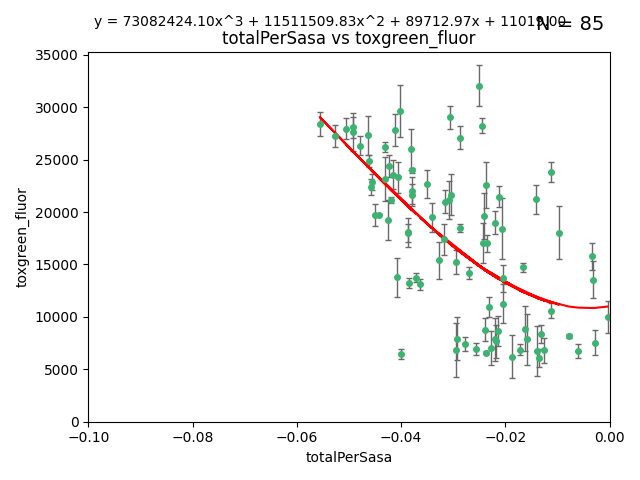 y = 73082424.10x^3 + 11511509.83x^2 + 89712.97x + 11019.00
N = 85
totalPerSasa vs toxgreen_fluor
35000
30000
25000
20000
15000
10000
5000
0
toxgreen_fluor
−0.10 −0.08 −0.06 −0.04 −0.02 0.00
totalPerSasa